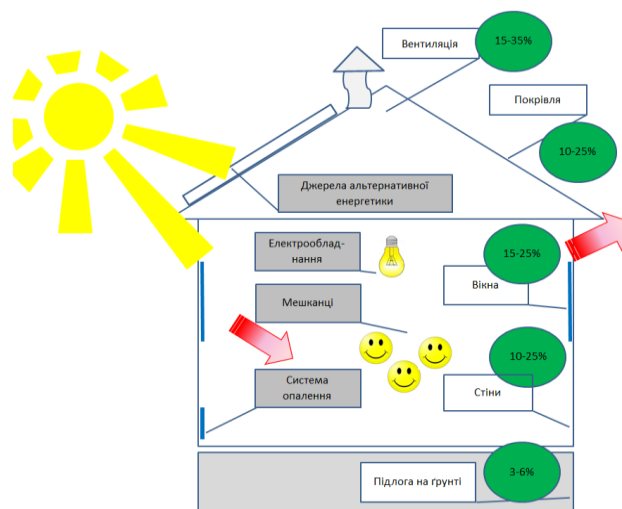 Вентиляція
15-35%
Покрівля
10-25%
Джерела альтернативної
енергетики
Електрооблад-
нання
15-25%
Вікна
Мешканці
10-25%
Система
опалення
Стіни
3-6%
Підлога на ґрунті